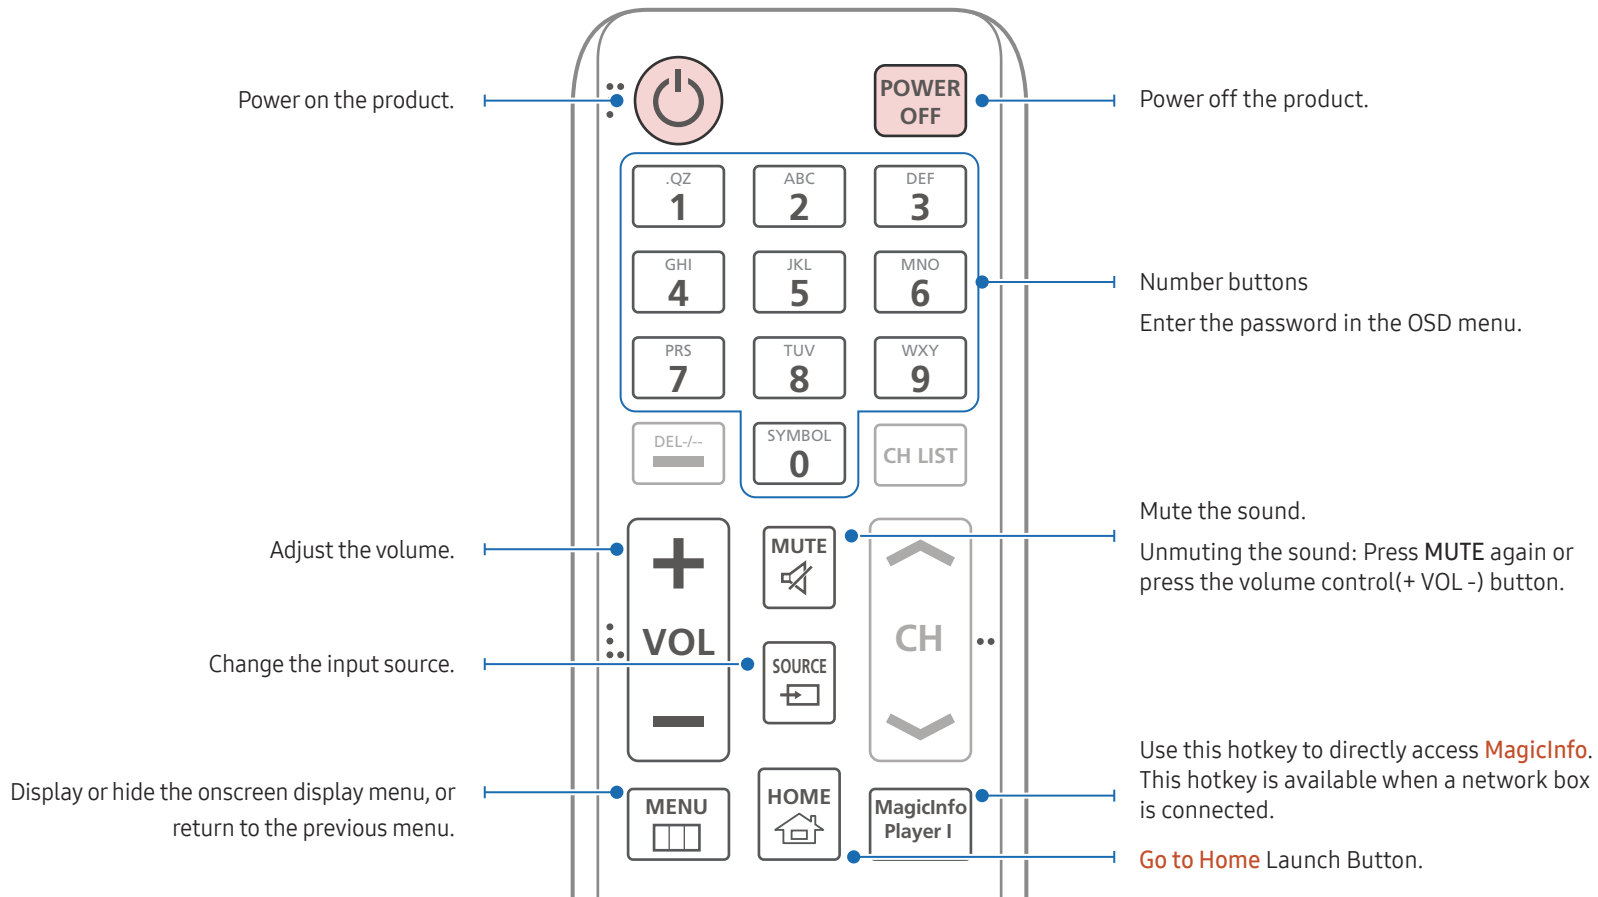 Power on the product.
POWER
OFF
Power off the product.
.QZ
1
ABC
2
DEF
3
GHI
4
JKL
5
MNO
6
Number buttons
Enter the password in the OSD menu.
PRS
7
TUV
8
WXY
9
DEL-/--
SYMBOL
0
CH LIST
Adjust the volume.
VOL
MUTE
CH
Mute the sound.
Unmuting the sound: Press MUTE again or
press the volume control(+ VOL -) button.
Change the input source.
SOURCE
Display or hide the onscreen display menu, or
return to the previous menu.
MENU
HOME
MagicInfo
Player I
Use this hotkey to directly access MagicInfo.
This hotkey is available when a network box
is connected.
Go to Home Launch Button.